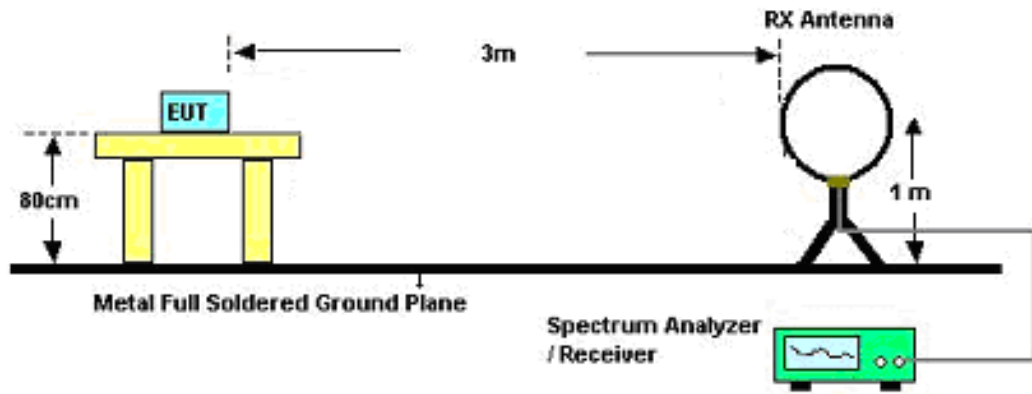 RX Antenna
3m
EUT
80cm
1 m
Metal Full Soldered Ground Plane
Spectrum Analyzer
/ Receiver